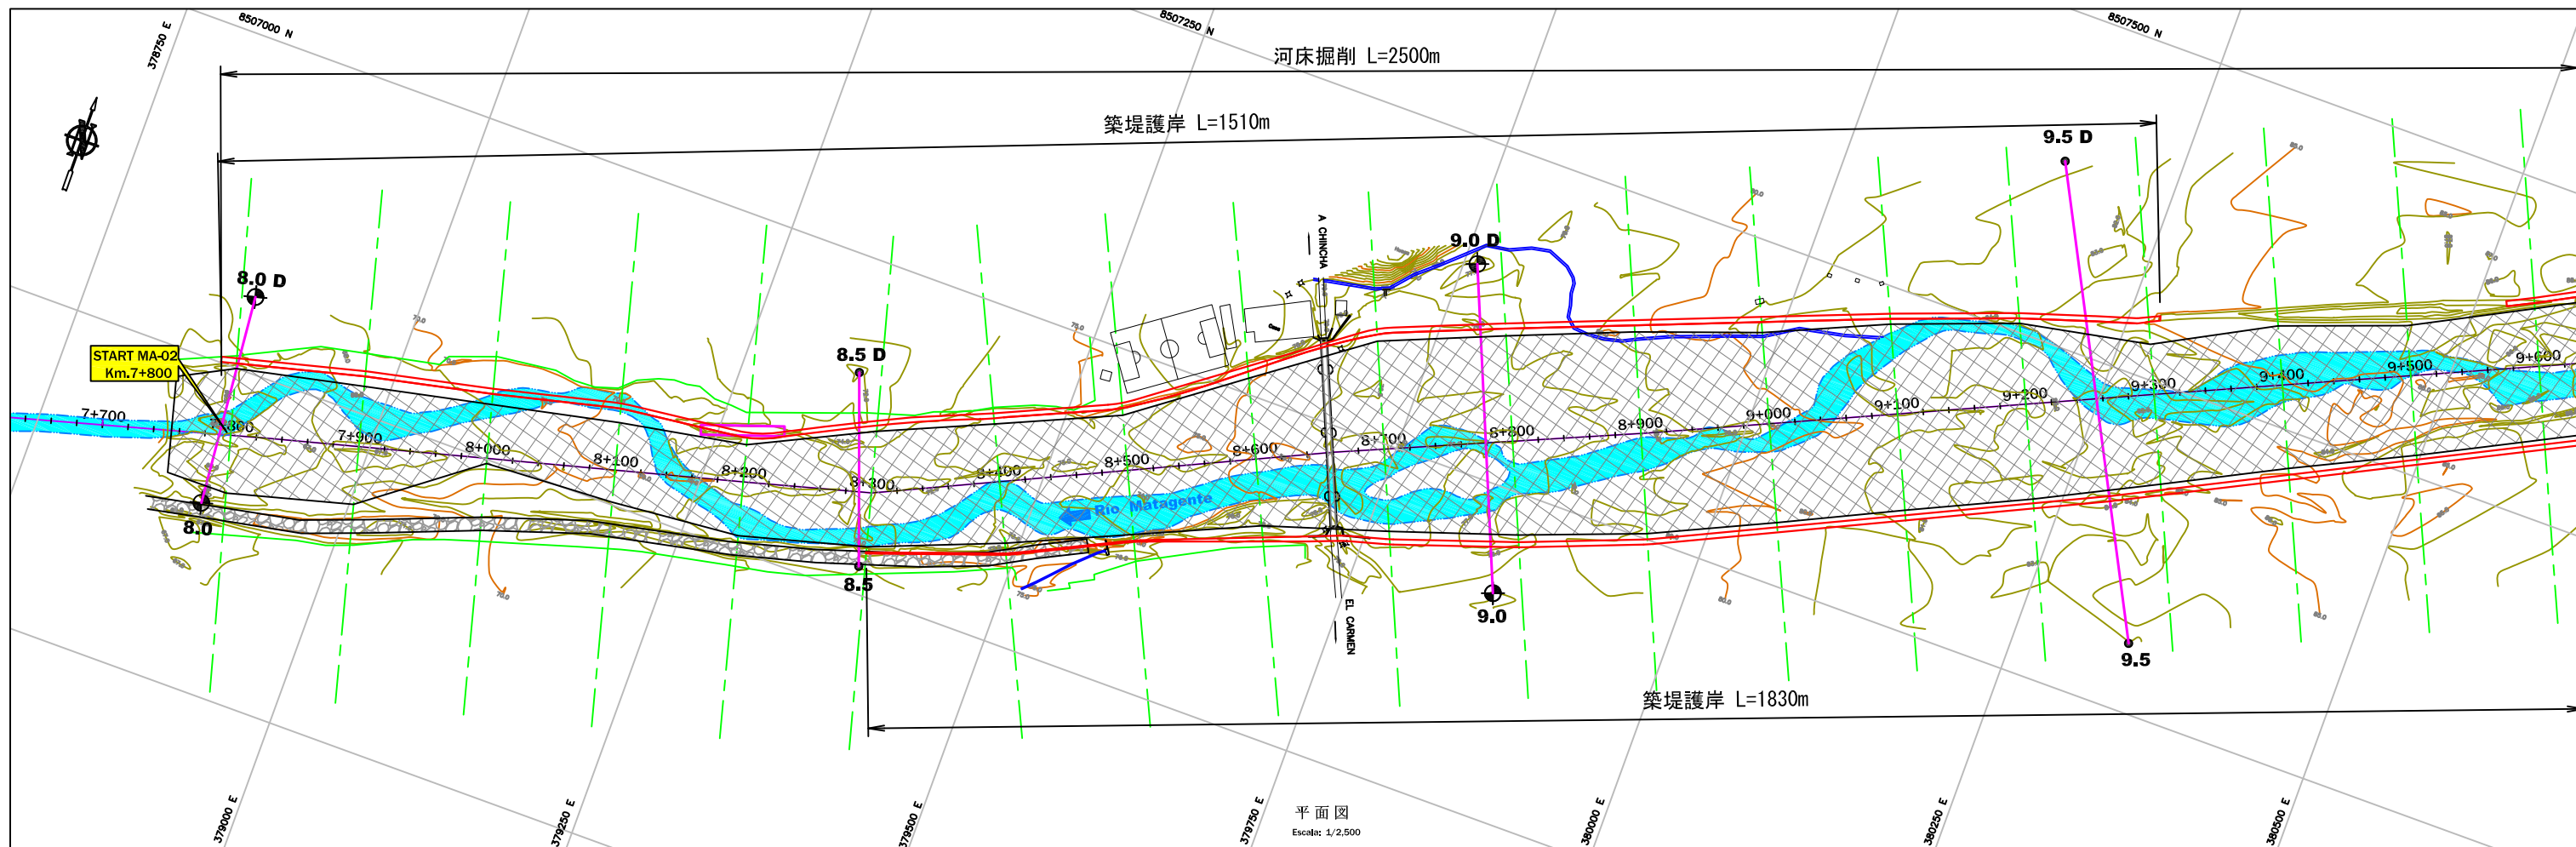 8507000 N
8507250 N
8507500 N
378750 E
河床掘削 L=2500m
築堤護岸 L=1510m
9.5 D
A CHINCHA
9.0 D
8.0 D
START MA-02
Km.7+800
8.5 D
Casa
7+700
7+800
7+900
8+000
8+100
8+200
8+300
8+400
8+500
8+600
8+700
8+800
8+900
9+000
9+100
9+200
9+300
9+400
9+500
9+600
Rio Matagente
8.0
8.5
9.0
9.5
EL CARMEN
築堤護岸 L=1830m
379000 E
379250 E
379500 E
379750 E
380000 E
380250 E
380500 E
平面図
Escala: 1/2,500